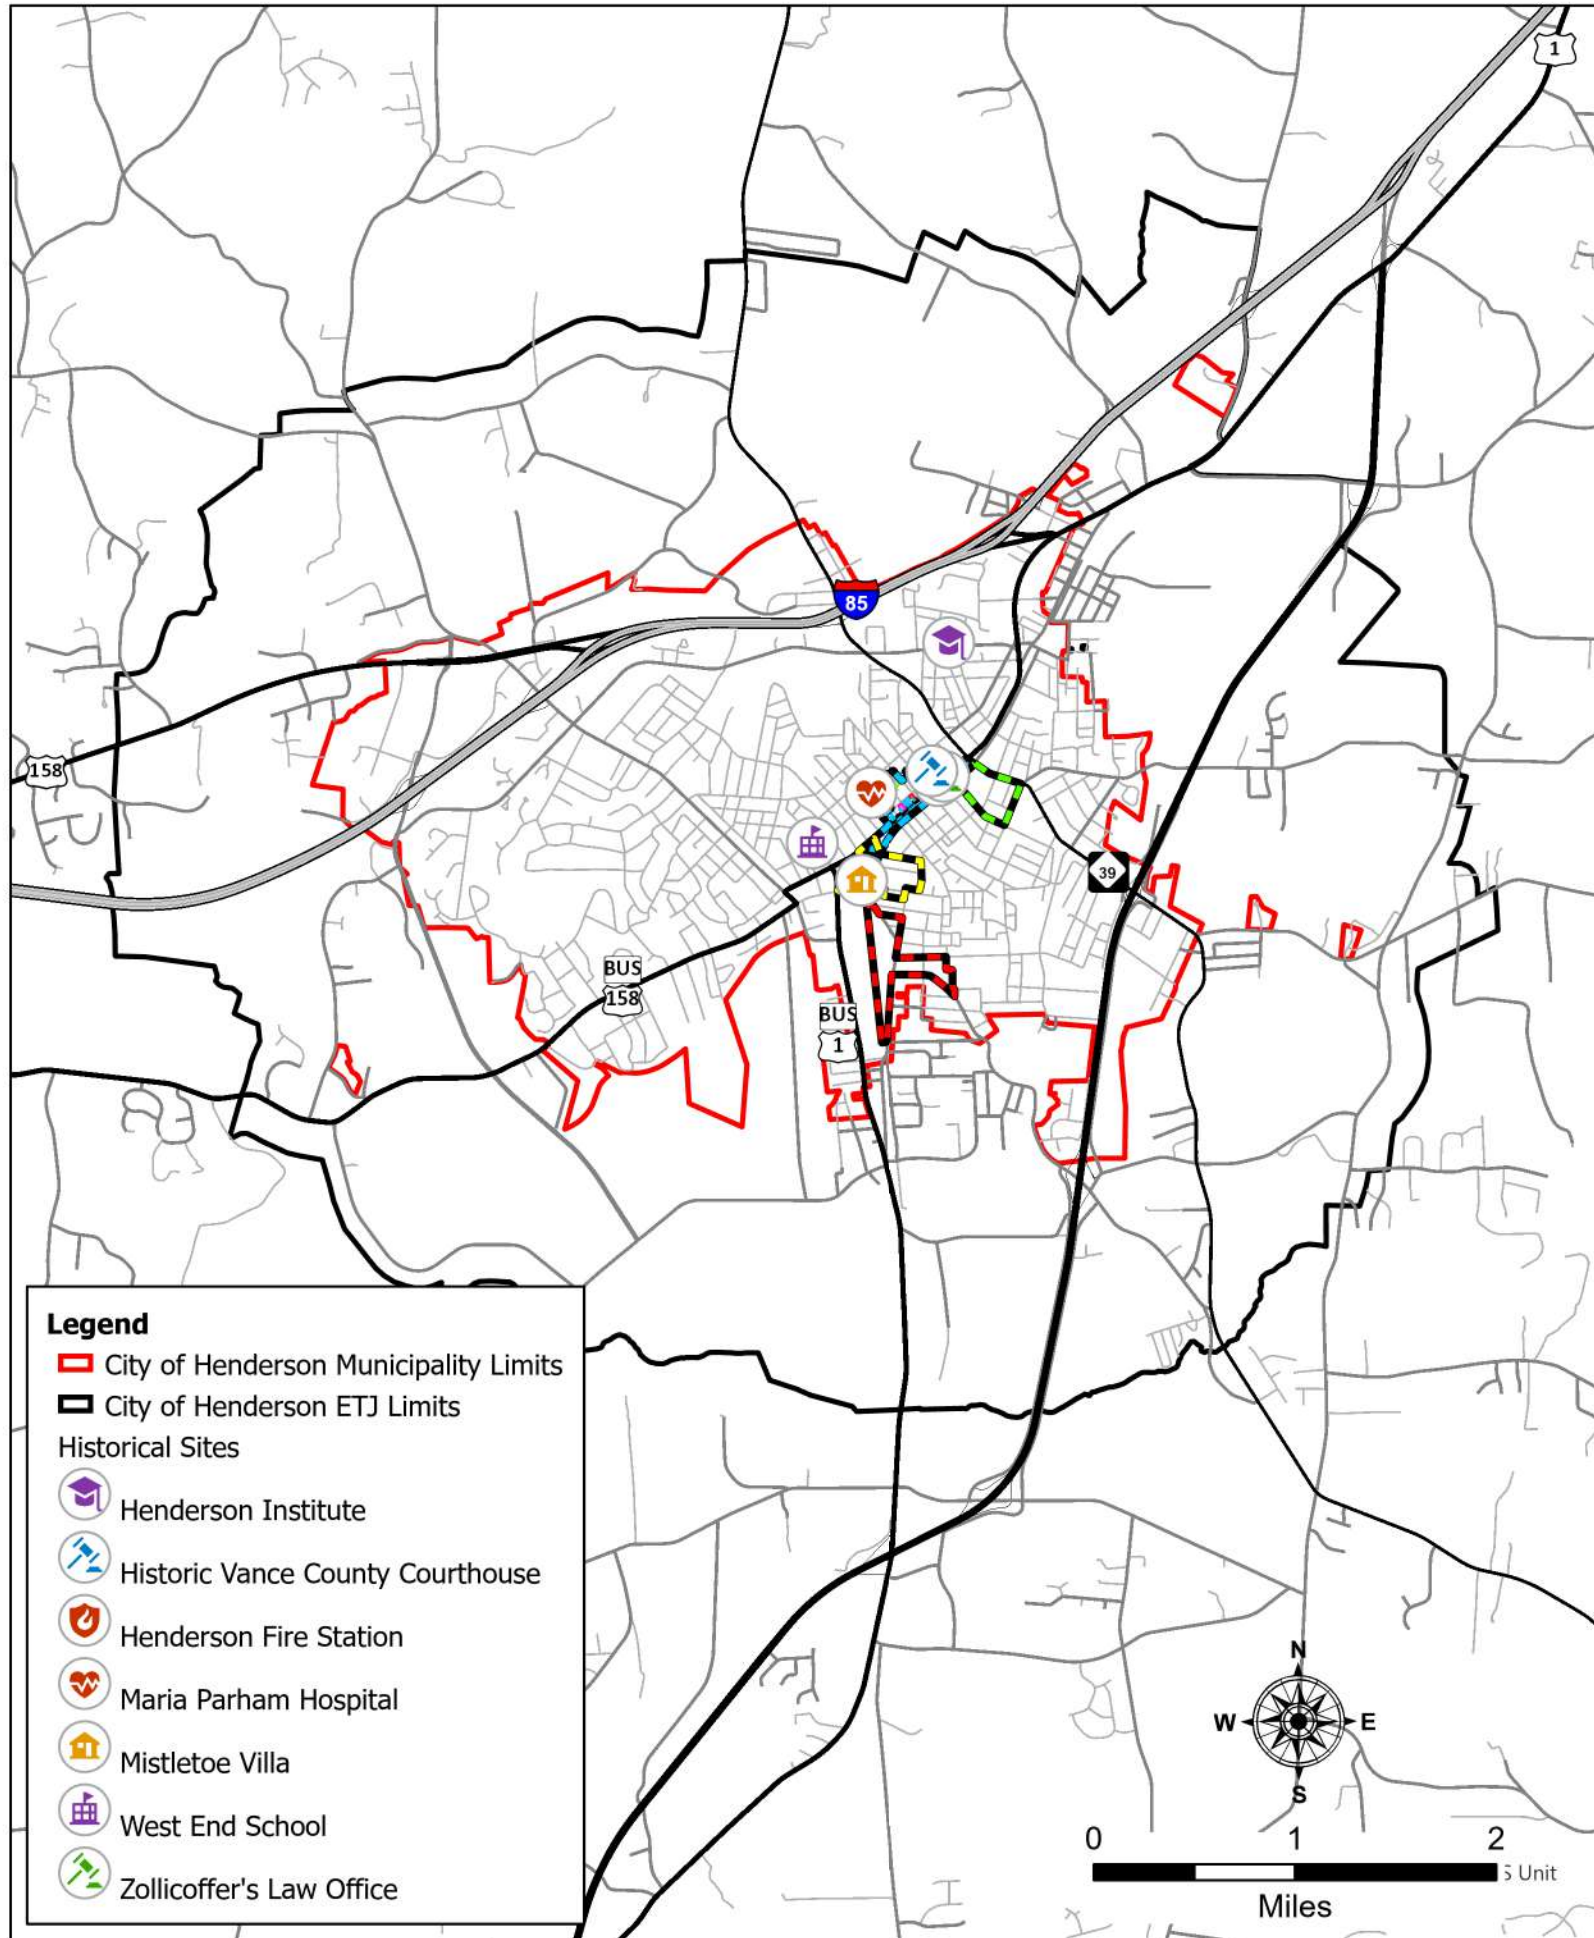 1
85
158
39
BUS
158
BUS
1
Legend
City of Henderson Municipality Limits
City of Henderson ETJ Limits
Historical Sites
Henderson Institute
Historic Vance County Courthouse
Henderson Fire Station
Maria Parham Hospital
Mistletoe Villa
West End School
Zollicoffer's Law Office
N
W E
S
0 1 2
S Unit
Miles